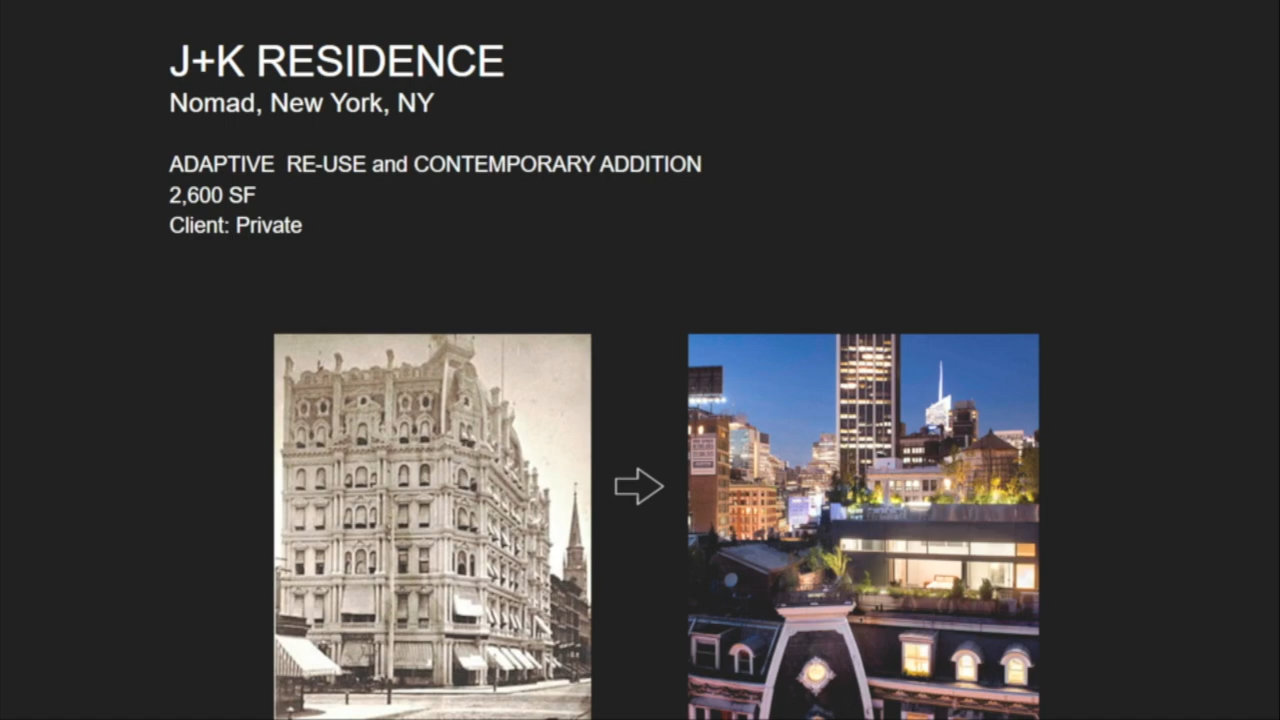 J+K RESIDENCE
Nomad, New York, NY
ADAPTIVE  RE-USE and CONTEMPORARY ADDITION
2,600 SF
Client: Private